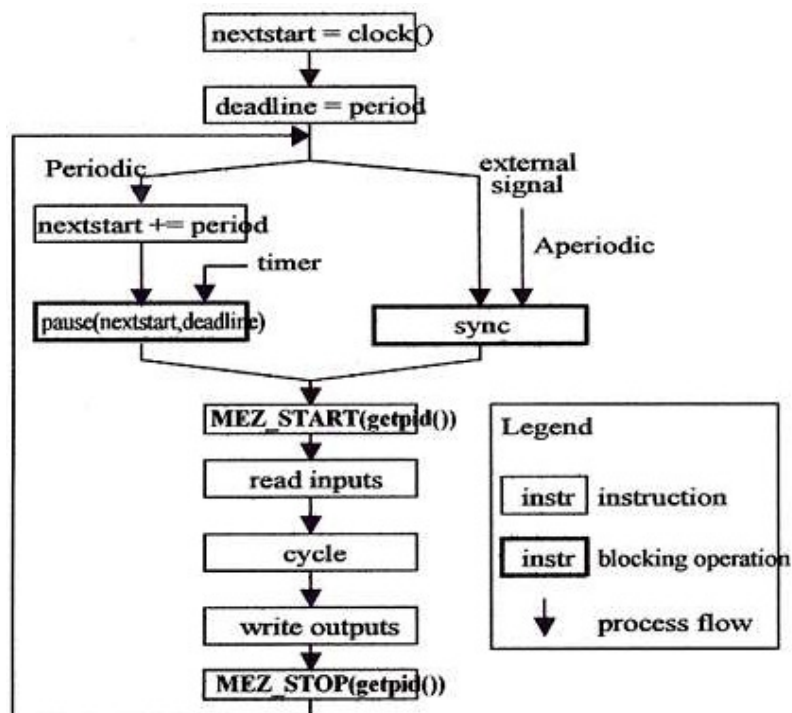 nextstart = clock()
deadline = period
Periodic
external
signal
nextstart += period
Aperiodic
timer
pause(nextstart,deadline)
sync
MEZ_START(getpid())
Legend
read inputs
instr instruction
cycle
instr blocking operation
write outputs
process flow
MEZ_STOP(getpid())